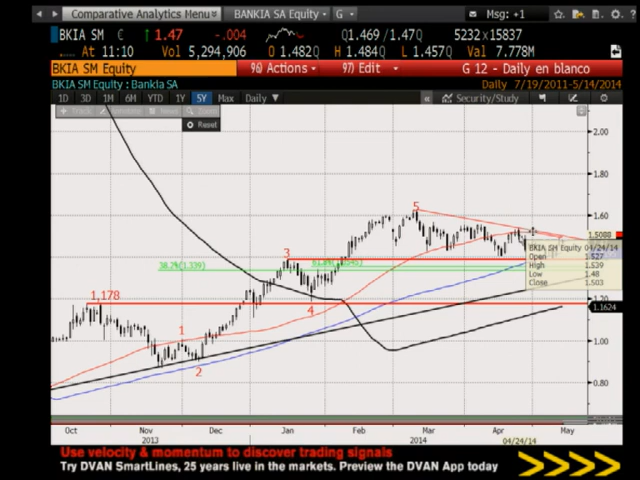 Comparative Analytics Menu BANKIA SA Equity G Msg: +1
BKIA SM € ↑ 1.47 -.004 1.469 / 1.47 5232×15837
At 11:10 Vol 5,294,906 O 1.482Q H 1.484Q L 1.457Q Val 7.778M
BKIA SM Equity 96) Actions 97) Edit G 12 - Daily en blanco
BKIA SM Equity : Bankia SA Daily 7/19/2011-5/14/2014
1D 3D 1M 6M YTD 1Y 5Y Max Daily ▼ « Security/Study
Track News
Reset
2.00
1.80
5
1.60
1.5008
BKIA SM Equity 04/24/14
Open 1.527
High 1.539
Low 1.48
Close 1.503
3
38.2%(1.339)
1,178
4
1.20
1.1624
1
1.00
2
0.80
Oct Nov Dec Jan Feb Mar Apr May
2013 2014 04/24/14
Use velocity & momentum to discover trading signals
Try DVAN SmartLines, 25 years live in the markets. Preview the DVAN App today